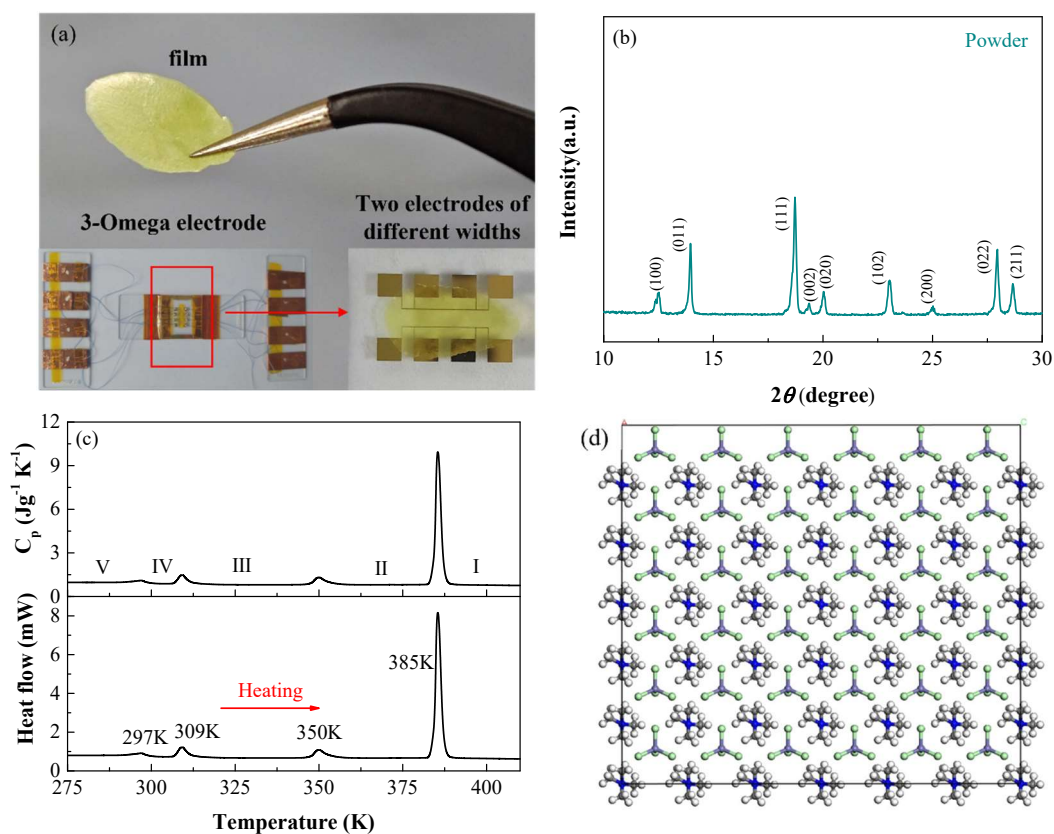 (a)
film
3-Omega electrode
Two electrodes of
different widths
(b)
Powder
Intensity(a.u.)
(100)
(011)
(111)
(002)
(020)
(102)
(200)
(022)
(211)
10
15
20
25
30
2θ (degree)
(c)
12
9
6
3
0
C_p (Jg⁻¹ K⁻¹)
V
IV
III
II
I
8
6
4
2
0
Heat flow (mW)
297K
309K
Heating
350K
385K
275
300
325
350
375
400
Temperature (K)
(d)
A
C